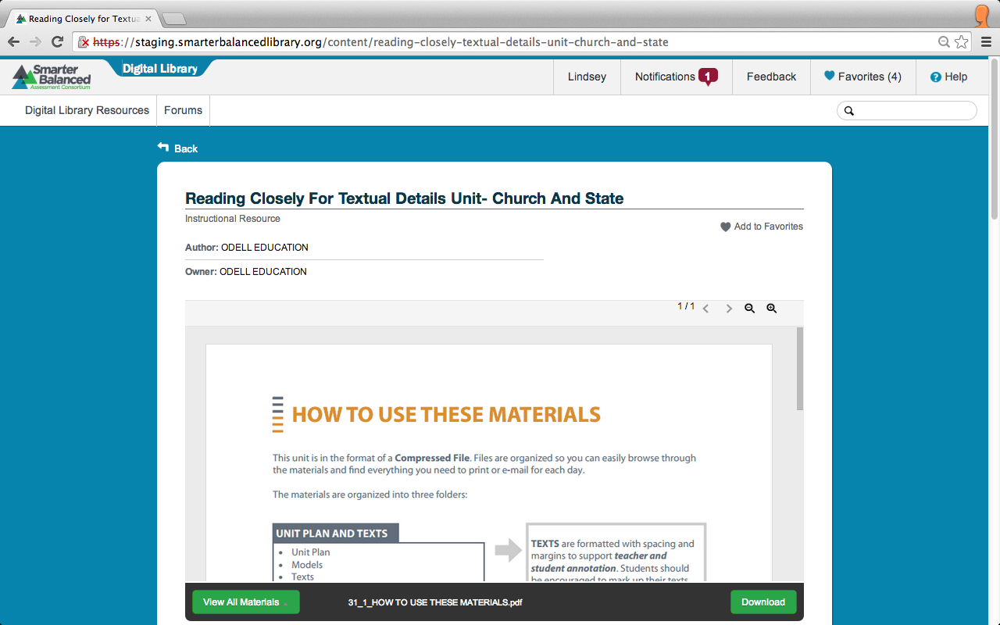 Reading Closely for Textua
https://staging.smarterbalancedlibrary.org/content/reading-closely-textual-details-unit-church-and-state
Smarter
Balanced
Assessment Consortium
Digital Library
Lindsey
Notifications 1
Feedback
Favorites (4)
Help
Digital Library Resources
Forums
Back
Reading Closely For Textual Details Unit- Church And State
Instructional Resource
Add to Favorites
Author: ODELL EDUCATION
Owner: ODELL EDUCATION
1 / 1
HOW TO USE THESE MATERIALS
This unit is in the format of a Compressed File. Files are organized so you can easily browse through
the materials and find everything you need to print or e-mail for each day.
The materials are organized into three folders:
UNIT PLAN AND TEXTS
• Unit Plan
• Models
• Texts
TEXTS are formatted with spacing and
margins to support teacher and
student annotation. Students should
be encouraged to mark up their texts
View All Materials
31_1_HOW TO USE THESE MATERIALS.pdf
Download